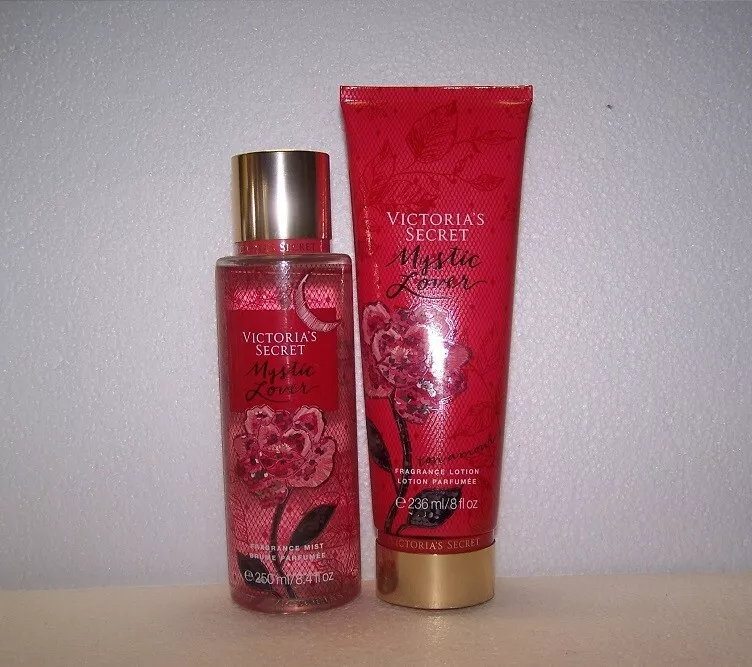 VICTORIA'S
SECRET
Mystic
Lover
FRAGRANCE MIST
BRUME PARFUMÉE
℮ 250 ml/8.4 fl oz
VICTORIA'S
SECRET
Mystic
Lover
FRAGRANCE LOTION
LOTION PARFUMÉE
℮ 236 ml/8 fl oz
VICTORIA'S SECRET